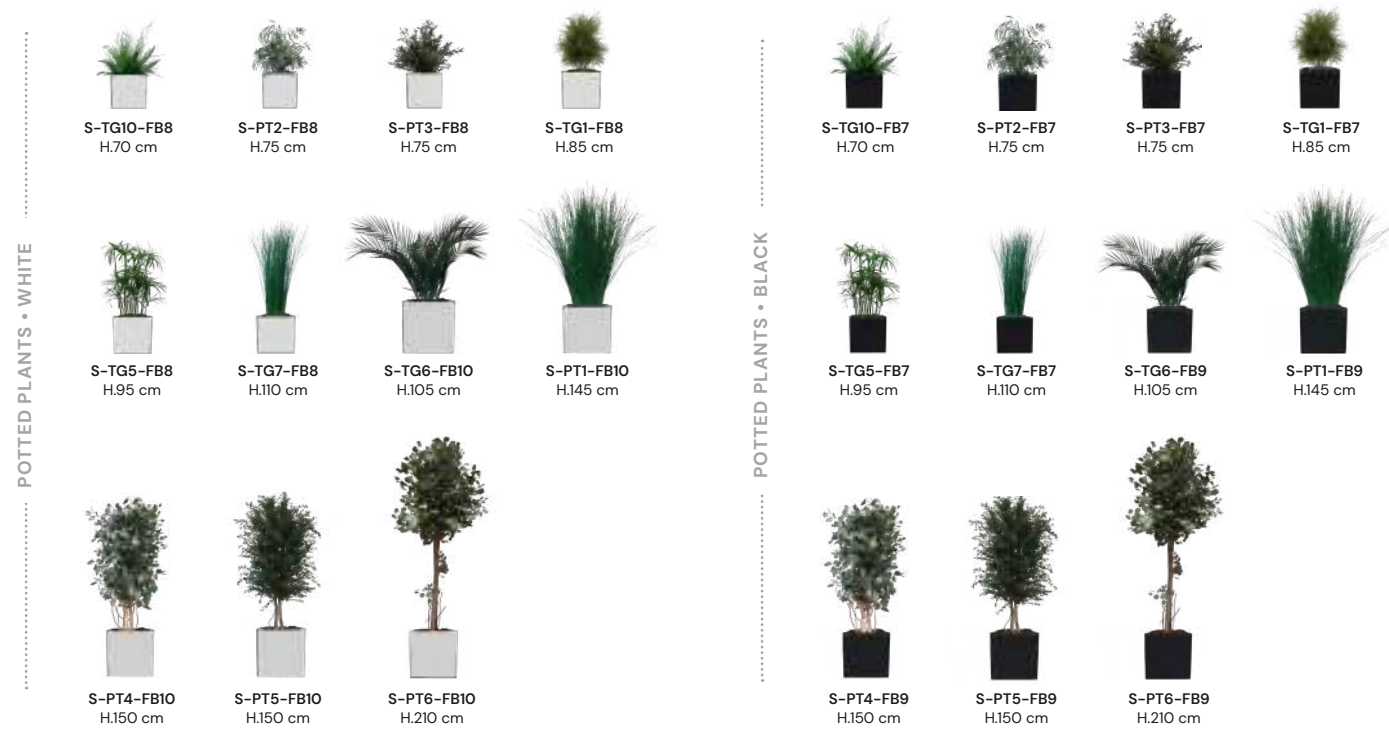 POTTED PLANTS • WHITE
S-TG10-FB8
H.70 cm
S-PT2-FB8
H.75 cm
S-PT3-FB8
H.75 cm
S-TG1-FB8
H.85 cm
S-TG5-FB8
H.95 cm
S-TG7-FB8
H.110 cm
S-TG6-FB10
H.105 cm
S-PT1-FB10
H.145 cm
S-PT4-FB10
H.150 cm
S-PT5-FB10
H.150 cm
S-PT6-FB10
H.210 cm
POTTED PLANTS • BLACK
S-TG10-FB7
H.70 cm
S-PT2-FB7
H.75 cm
S-PT3-FB7
H.75 cm
S-TG1-FB7
H.85 cm
S-TG5-FB7
H.95 cm
S-TG7-FB7
H.110 cm
S-TG6-FB9
H.105 cm
S-PT1-FB9
H.145 cm
S-PT4-FB9
H.150 cm
S-PT5-FB9
H.150 cm
S-PT6-FB9
H.210 cm